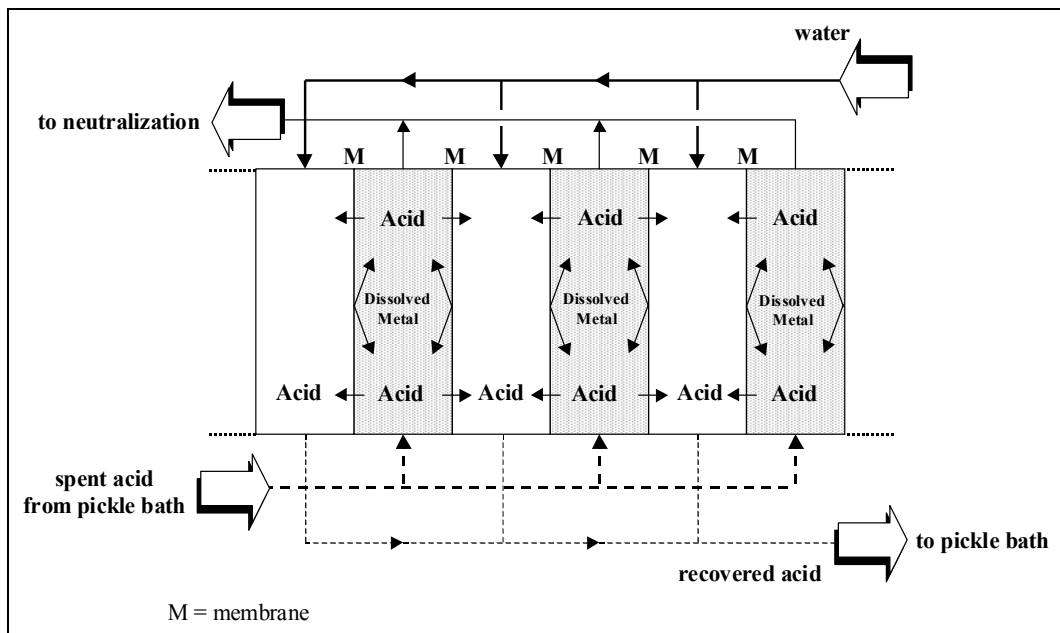 water
to neutralization
M M M M M
Acid Acid Acid
Dissolved Dissolved Dissolved
Metal Metal Metal
Acid Acid Acid Acid Acid Acid
spent acid
from pickle bath
to pickle bath
recovered acid
M = membrane